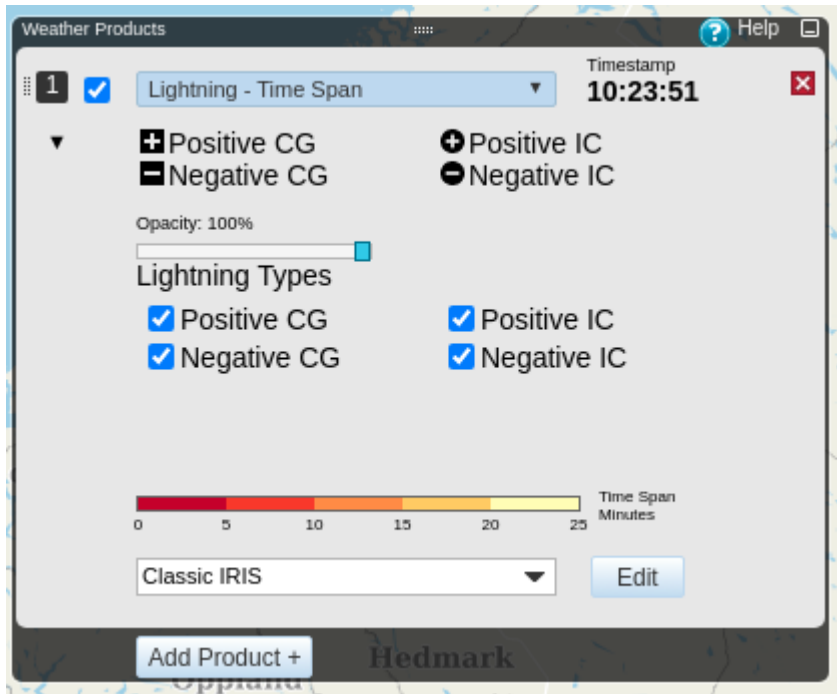 Weather Products
Help
1
Lightning - Time Span
Timestamp
10:23:51
Positive CG
Positive IC
Negative CG
Negative IC
Opacity: 100%
Lightning Types
Positive CG
Positive IC
Negative CG
Negative IC
0 5 10 15 20 25
Time Span
Minutes
Classic IRIS
Edit
Add Product +
Hedmark
Oppland